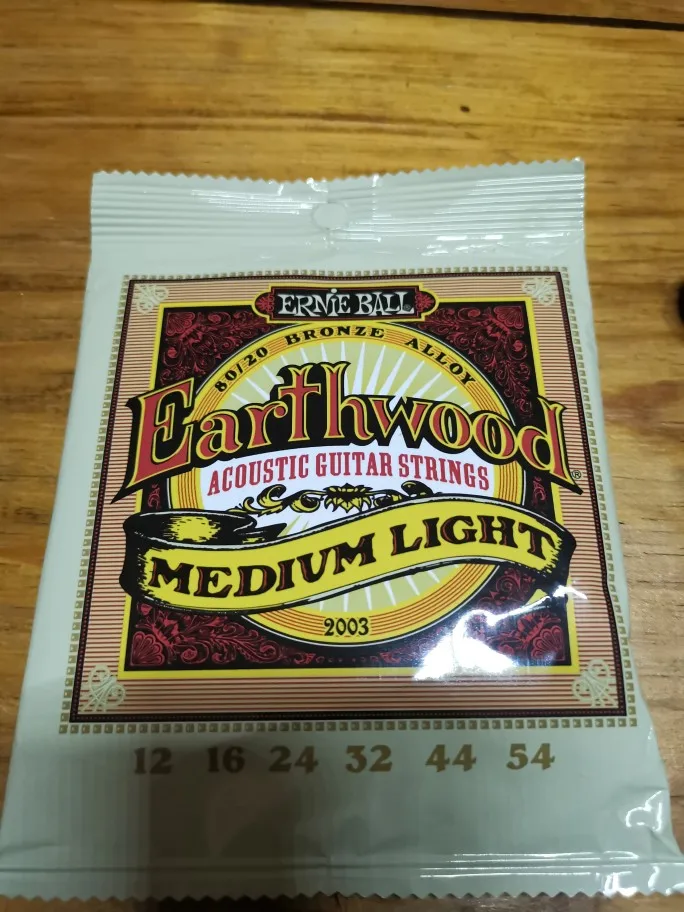 ERNIE BALL®
80/20 BRONZE ALLOY
Earthwood®
ACOUSTIC GUITAR STRINGS
MEDIUM LIGHT
2003
12 16 24 32 44 54